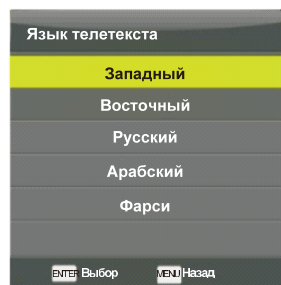 Язык телетекста
Западный
Восточный
Русский
Арабский
Фарси
ENTER Выбор MENU Назад